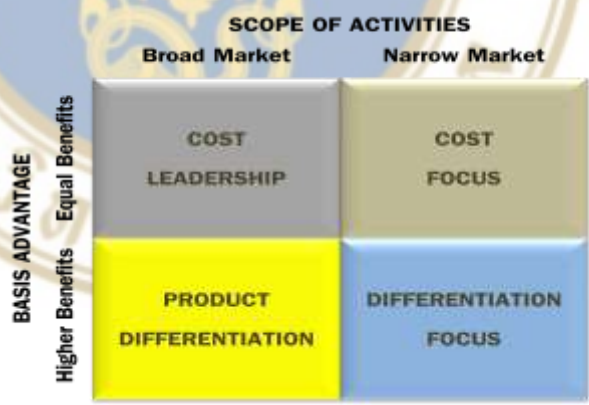 SCOPE OF ACTIVITIES
Broad Market Narrow Market
BASIS ADVANTAGE
Equal Benefits
COST
LEADERSHIP
COST
FOCUS
Higher Benefits
PRODUCT
DIFFERENTIATION
DIFFERENTIATION
FOCUS